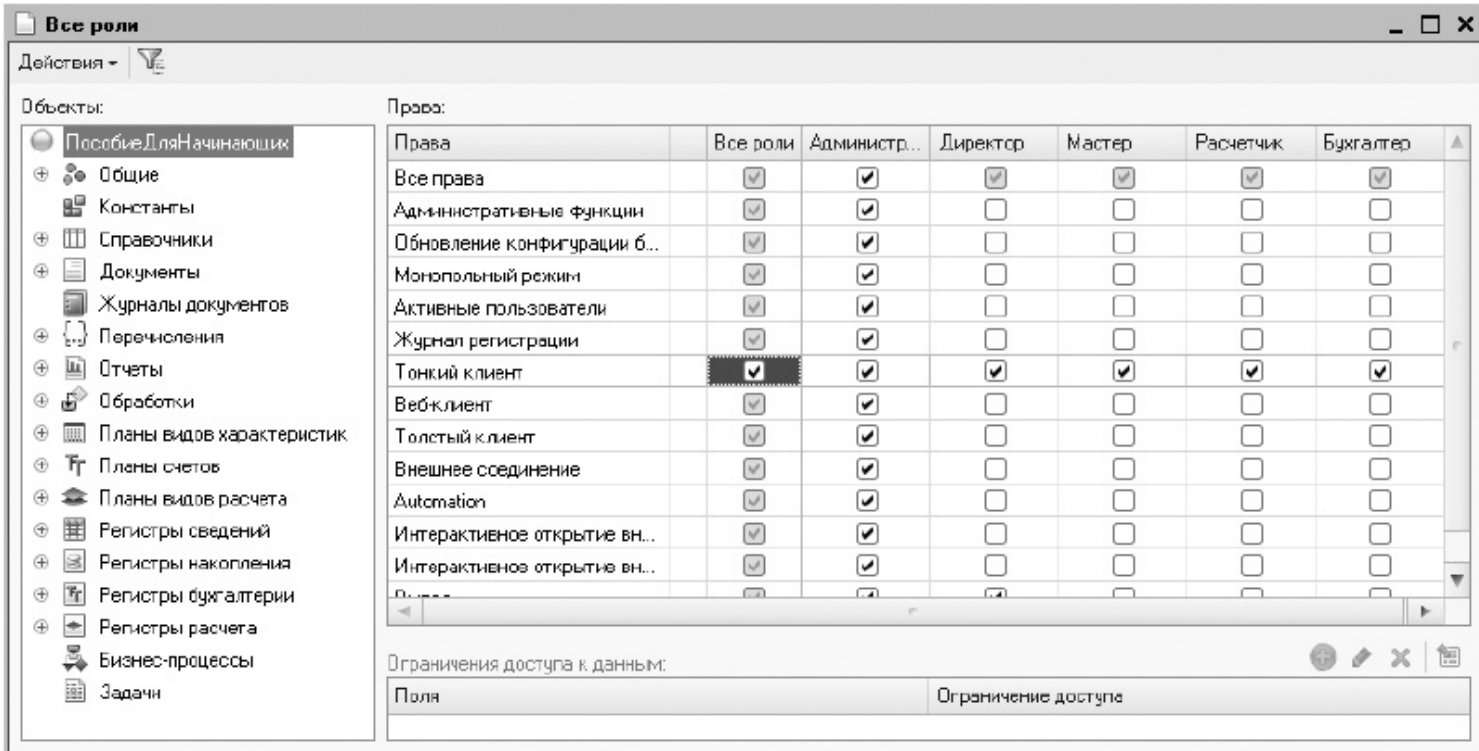 Все роли
Действия
Объекты:
Права:
ПособиеДляНачинающих
Общие
Константы
Справочники
Документы
Журналы документов
Перечисления
Отчеты
Обработки
Планы видов характеристик
Планы счетов
Планы видов расчета
Регистры сведений
Регистры накопления
Регистры бухгалтерии
Регистры расчета
Бизнес-процессы
Задачи
Права Все роли Администр... Директор Мастер Расчетчик Бухгалтер
Все права
Административные функции
Обновление конфигурации б...
Монопольный режим
Активные пользователи
Журнал регистрации
Тонкий клиент
Веб-клиент
Толстый клиент
Внешнее соединение
Automation
Интерактивное открытие вн...
Интерактивное открытие вн...
Ограничения доступа к данным:
Поля Ограничение доступа